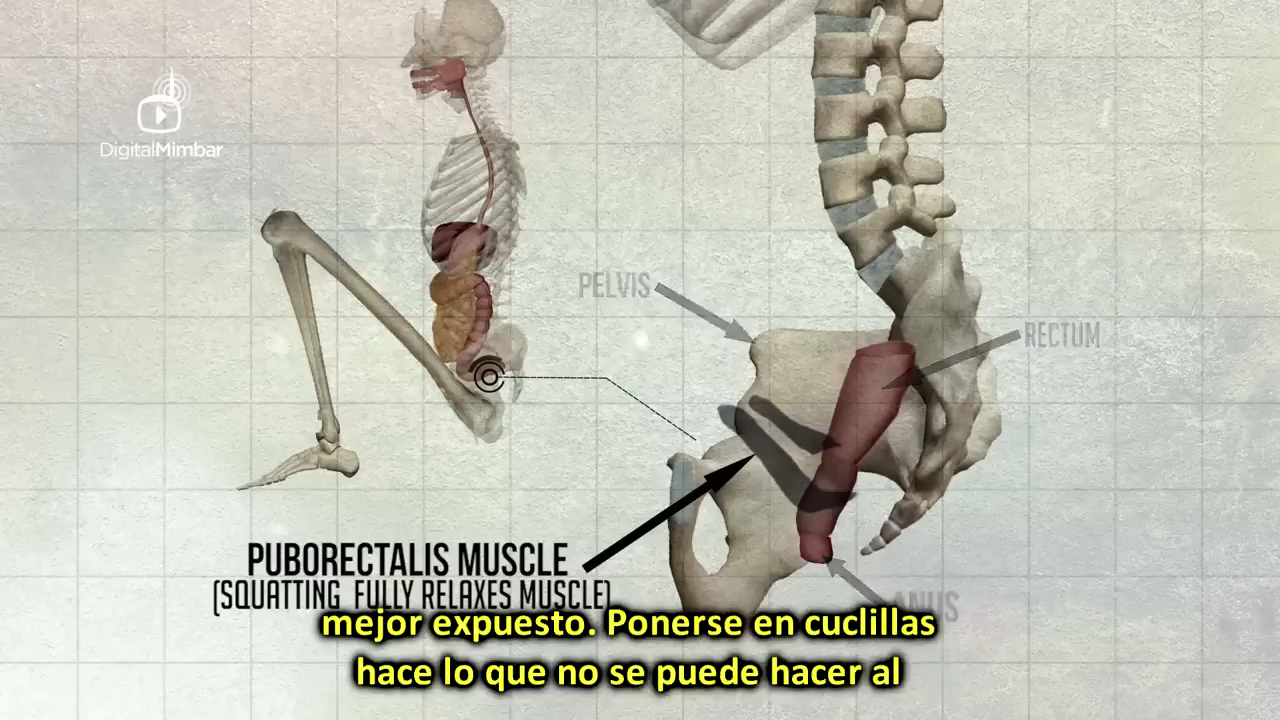 DigitalMimbar
PELVIS
RECTUM
PUBORECTALIS MUSCLE
(SQUATTING FULLY RELAXES MUSCLE)
ANUS
mejor expuesto. Ponerse en cuclillas
hace lo que no se puede hacer al